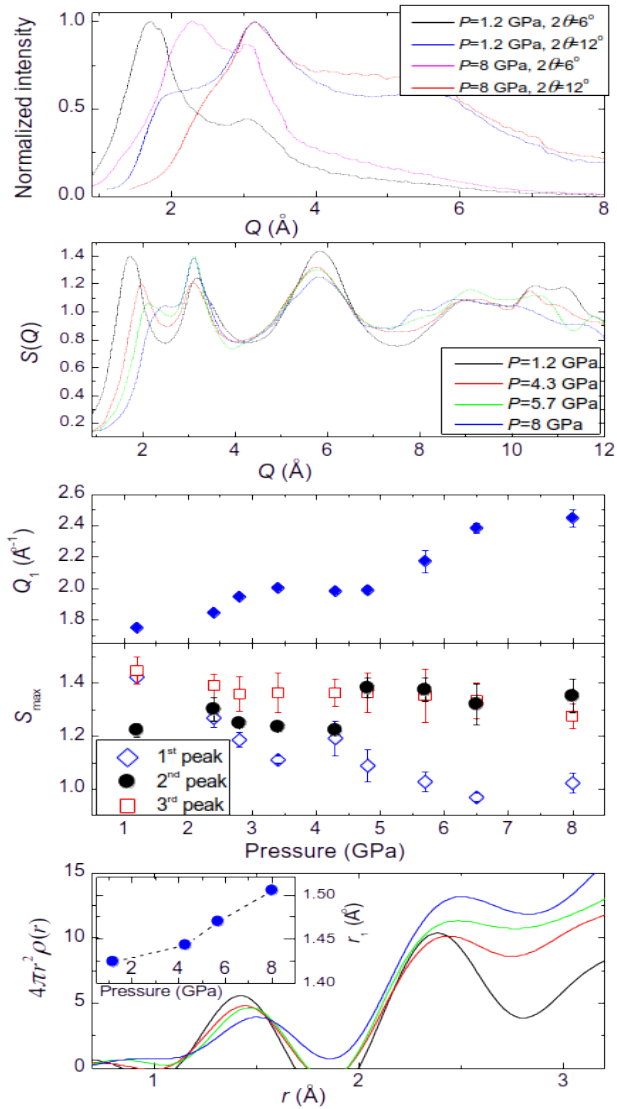 1.0
0.5
0.0
Normalized intensity
P=1.2 GPa, 2θ=6°
P=1.2 GPa, 2θ=12°
P=8 GPa, 2θ=6°
P=8 GPa, 2θ=12°
2 4 6 8
Q (Å)
1.4
1.2
1.0
0.8
0.6
0.4
0.2
S(Q)
P=1.2 GPa
P=4.3 GPa
P=5.7 GPa
P=8 GPa
2 4 6 8 10 12
Q (Å)
2.6
2.4
2.2
2.0
1.8
Q₁ (Å⁻¹)
1.4
1.2
1.0
Smax
1st peak
2nd peak
3rd peak
1 2 3 4 5 6 7 8
Pressure (GPa)
15
10
5
0
4πr²ρ(r)
2 4 6 8
Pressure (GPa)
1.50
1.45
1.40
r₁ (Å)
1 2 3
r (Å)